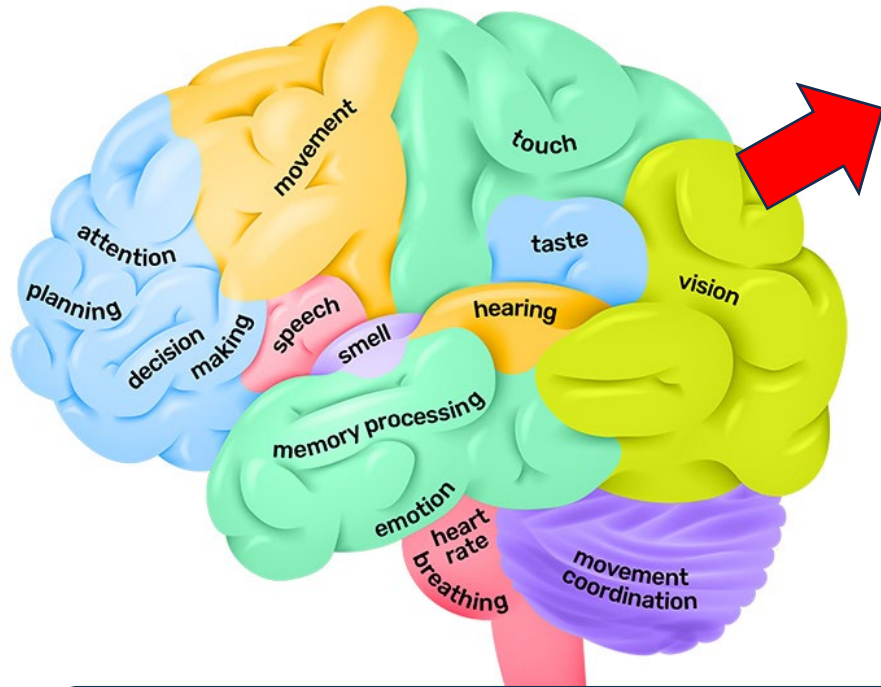 movement
touch
attention
taste
planning
vision
decision
making
speech
hearing
smell
memory processing
emotion
heart
rate
breathing
movement
coordination